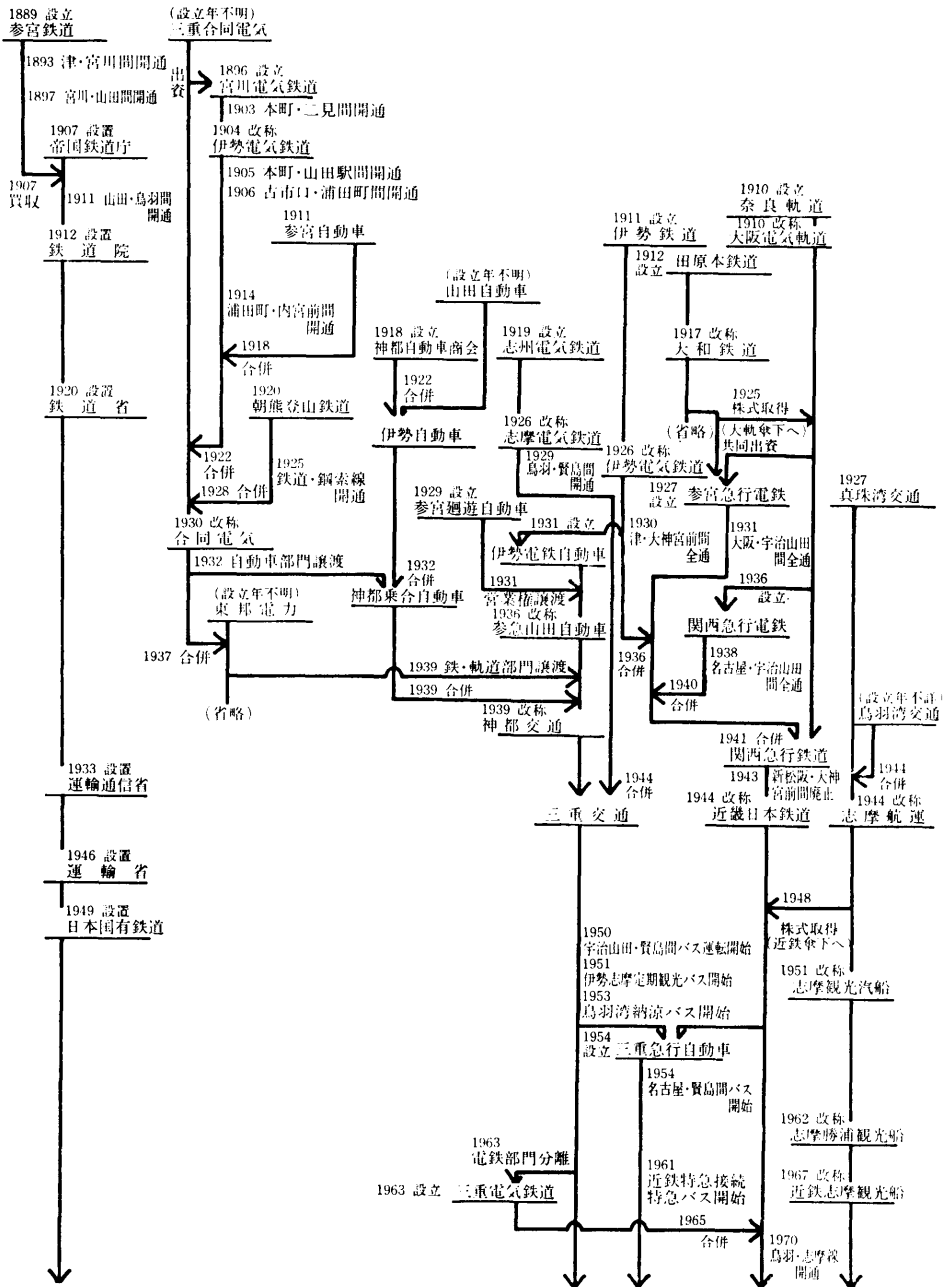 1889 設立
参宮鉄道
1893 津・宮川間開通
1897 宮川・山田間開通
1907 設置
帝国鉄道庁
1907
買収
1911 山田・鳥羽間
開通
1912 設置
鉄道院
1920 設置
鉄道省
1933 設置
運輸通信省
1946 設置
運輸省
1949 設置
日本国有鉄道
(設立年不明)
三重合同電気
出資
1896 設立
宮川電気鉄道
1903 本町・二見間開通
1904 改称
伊勢電気鉄道
1905 本町・山田駅間開通
1906 古市口・浦田町間開通
1911
参宮自動車
1914
浦田町・内宮前間
開通
1918
合併
1920
朝熊登山鉄道
1922
合併
1925
鉄道・鋼索線
開通
1928 合併
1930 改称
合同電気
1932 自動車部門譲渡
(設立年不明)
東邦電力
1937 合併
(省略)
(設立年不明)
山田自動車
1918 設立
神都自動車商会
1922
合併
伊勢自動車
1932
合併
神都乗合自動車
1939 鉄・軌道部門譲渡
1939 合併
1919 設立
志州電気鉄道
1926 改称
志摩電気鉄道
1929
鳥羽・賢島間
開通
1929 設立
参宮廻遊自動車
1931 設立
伊勢電鉄自動車
1931
営業権譲渡
1936 改称
参急山田自動車
1939 改称
神都交通
1944
合併
三重交通
1911 設立
伊勢鉄道
1926 改称
伊勢電気鉄道
1930
津・大神宮前間
全通
1936
合併
1912
設立
田原本鉄道
1917 改称
大和鉄道
1910 設立
奈良軌道
1910 改称
大阪電気軌道
1925
株式取得
(大軌傘下へ)
(省略)
共同出資
1927
設立
参宮急行電鉄
1931
大阪・宇治山田
間全通
1936
設立
関西急行電鉄
1938
名古屋・宇治山田
間全通
1940
合併
1941 合併
関西急行鉄道
1943
新松阪・大神
宮前間廃止
1944 改称
近畿日本鉄道
1927
真珠湾交通
(設立年不詳)
鳥羽湾交通
1944
合併
1944 改称
志摩航運
1948
株式取得
(近鉄傘下へ)
1950
宇治山田・賢島間バス運転開始
1951
伊勢志摩定期観光バス開始
1953
鳥羽湾納涼バス開始
1954
設立
三重急行自動車
1954
名古屋・賢島間バス
開始
1951 改称
志摩観光汽船
1962 改称
志摩勝浦観光船
1967 改称
近鉄志摩観光船
1963
電鉄部門分離
1963 設立
三重電気鉄道
1961
近鉄特急接続
特急バス開始
1965
合併
1970
鳥羽・志摩線
開通